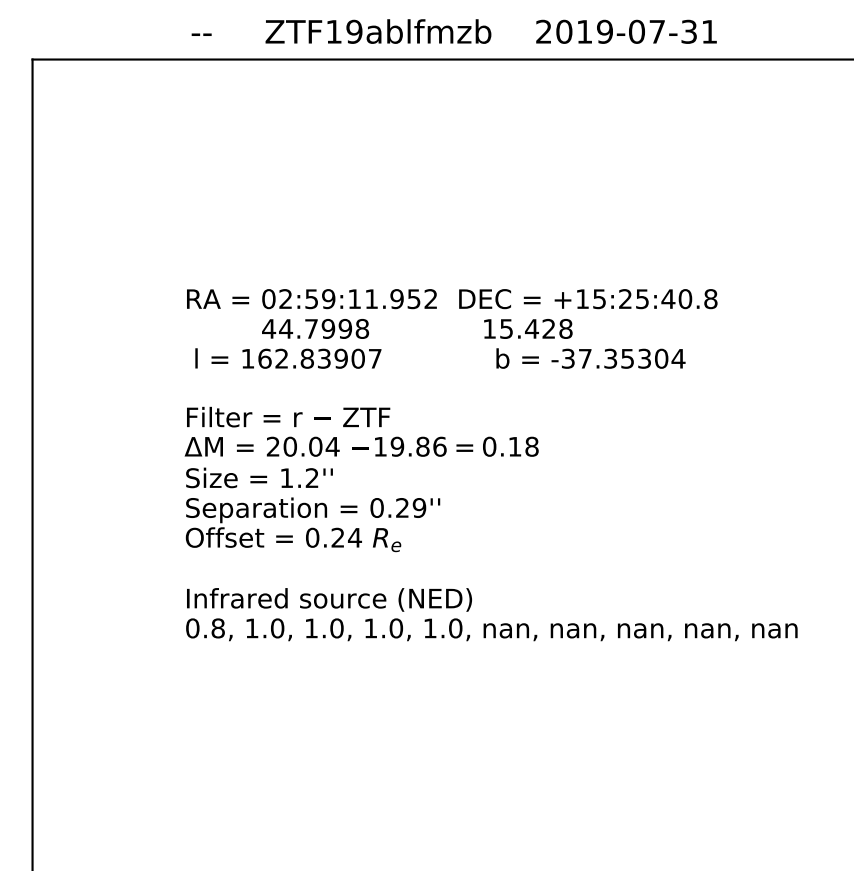 -- ZTF19ablfmzb 2019-07-31
RA = 02:59:11.952 DEC = +15:25:40.8
44.7998 15.428
l = 162.83907 b = -37.35304
Filter = r − ZTF
ΔM = 20.04 −19.86 = 0.18
Size = 1.2''
Separation = 0.29''
Offset = 0.24 Rₑ
Infrared source (NED)
0.8, 1.0, 1.0, 1.0, 1.0, nan, nan, nan, nan, nan